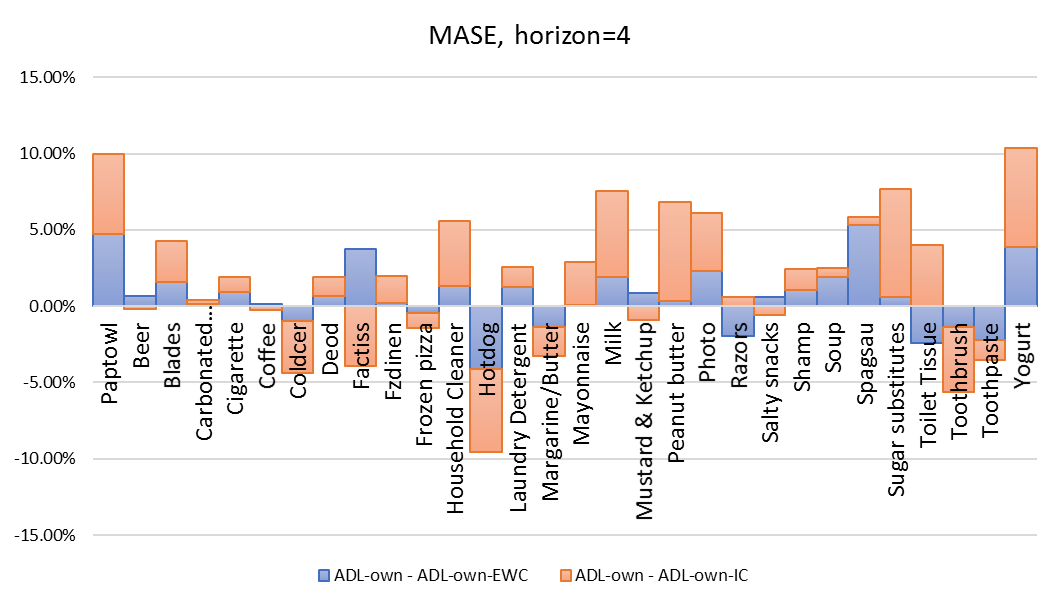 MASE, horizon=4
15.00%
10.00%
5.00%
0.00%
-5.00%
-10.00%
-15.00%
Paptowl
Beer
Blades
Carbonated...
Cigarette
Coffee
Coldcer
Deod
Factiss
Fzdinen
Frozen pizza
Household Cleaner
Hotdog
Laundry Detergent
Margarine/Butter
Mayonnaise
Milk
Mustard & Ketchup
Peanut butter
Photo
Razors
Salty snacks
Shamp
Soup
Spagsau
Sugar substitutes
Toilet Tissue
Toothbrush
Toothpaste
Yogurt
ADL-own - ADL-own-EWC
ADL-own - ADL-own-IC